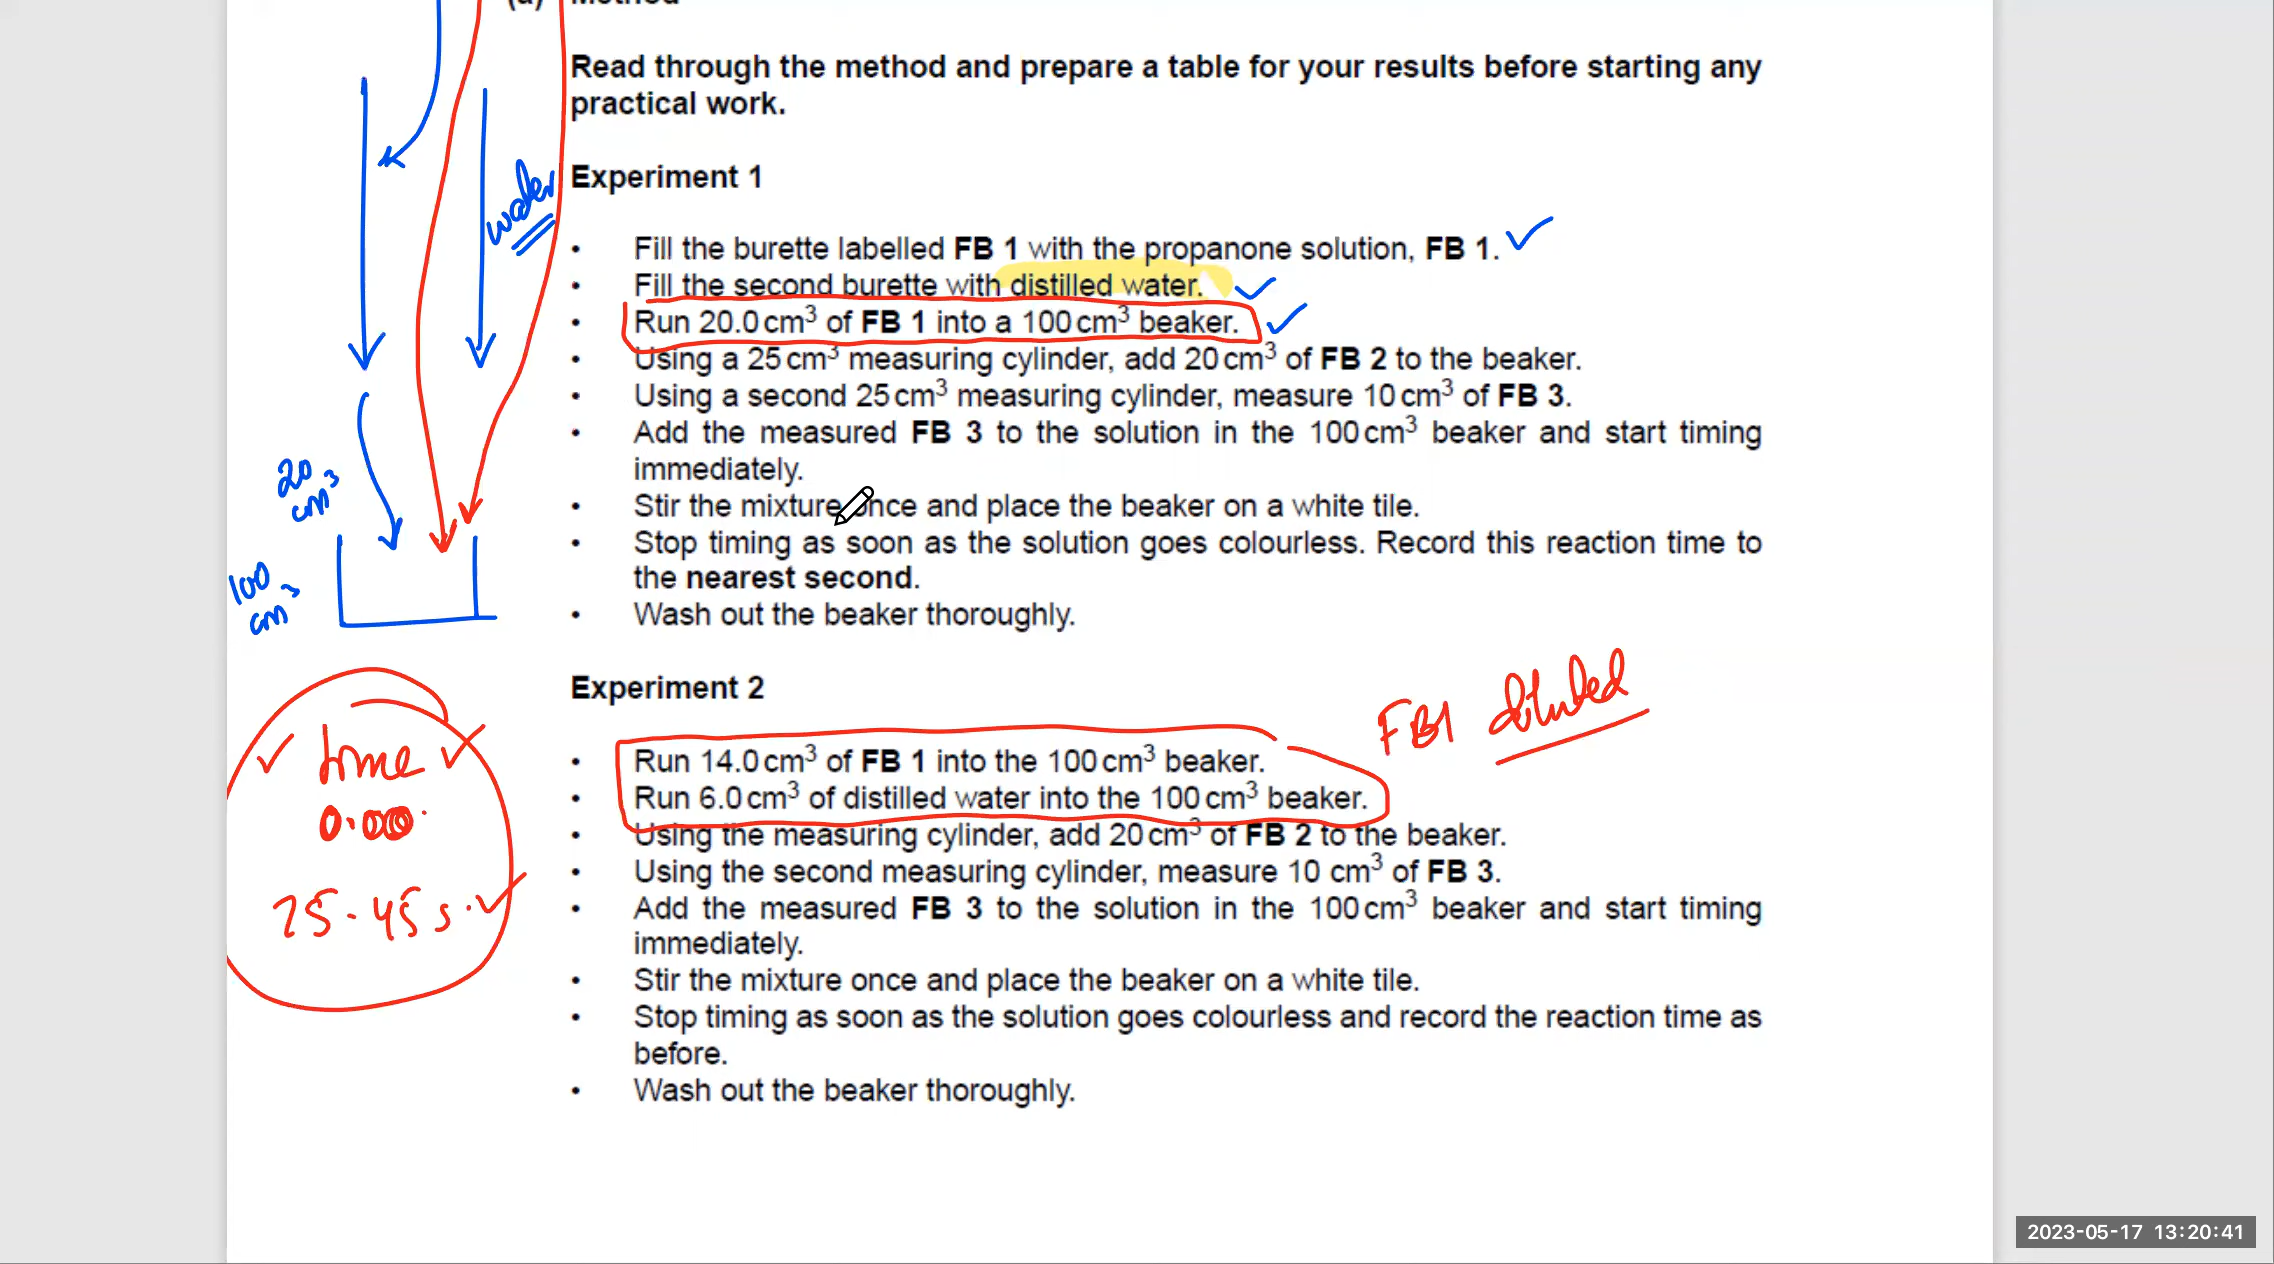 (a) Method
Read through the method and prepare a table for your results before starting any
practical work.
water
Experiment 1
• Fill the burette labelled FB 1 with the propanone solution, FB 1.
• Fill the second burette with distilled water.
• Run 20.0 cm³ of FB 1 into a 100 cm³ beaker.
• Using a 25 cm³ measuring cylinder, add 20 cm³ of FB 2 to the beaker.
• Using a second 25 cm³ measuring cylinder, measure 10 cm³ of FB 3.
• Add the measured FB 3 to the solution in the 100 cm³ beaker and start timing
immediately.
20
cm³
• Stir the mixture once and place the beaker on a white tile.
• Stop timing as soon as the solution goes colourless. Record this reaction time to
the nearest second.
100
cm³
• Wash out the beaker thoroughly.
Experiment 2
FB1 diluted
time
0.00
25-45 s.
• Run 14.0 cm³ of FB 1 into the 100 cm³ beaker.
• Run 6.0 cm³ of distilled water into the 100 cm³ beaker.
• Using the measuring cylinder, add 20 cm³ of FB 2 to the beaker.
• Using the second measuring cylinder, measure 10 cm³ of FB 3.
• Add the measured FB 3 to the solution in the 100 cm³ beaker and start timing
immediately.
• Stir the mixture once and place the beaker on a white tile.
• Stop timing as soon as the solution goes colourless and record the reaction time as
before.
• Wash out the beaker thoroughly.
2023-05-17 13:20:41